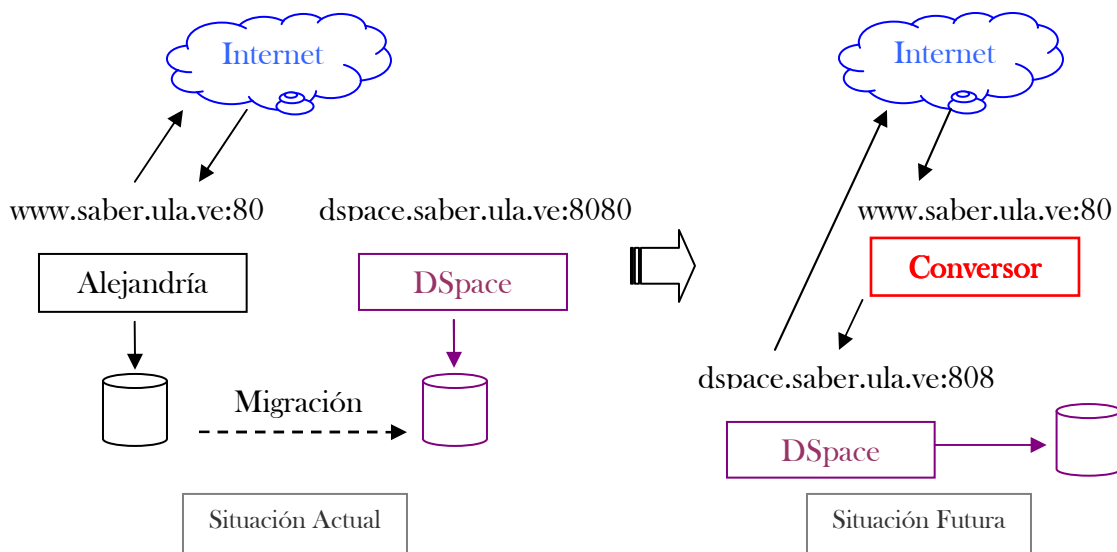 Internet
www.saber.ula.ve:80
dspace.saber.ula.ve:8080
Alejandría
DSpace
Migración
Situación Actual
Internet
www.saber.ula.ve:80
Conversor
dspace.saber.ula.ve:808
DSpace
Situación Futura